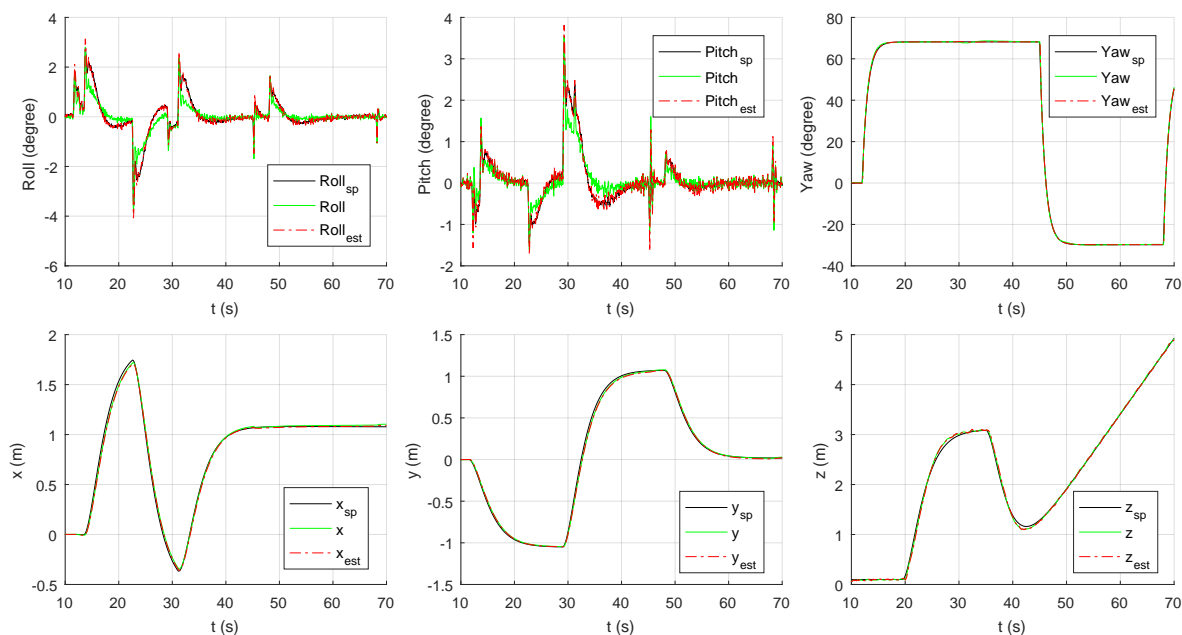 4
2
0
-2
-4
-6
Roll (degree)
Roll_sp
Roll
Roll_est
10 20 30 40 50 60 70
t (s)
4
3
2
1
0
-1
-2
Pitch (degree)
Pitch_sp
Pitch
Pitch_est
10 20 30 40 50 60 70
t (s)
80
60
40
20
0
-20
-40
Yaw (degree)
Yaw_sp
Yaw
Yaw_est
10 20 30 40 50 60 70
t (s)
2
1.5
1
0.5
0
-0.5
x (m)
x_sp
x
x_est
10 20 30 40 50 60 70
t (s)
1.5
1
0.5
0
-0.5
-1
-1.5
y (m)
y_sp
y
y_est
10 20 30 40 50 60 70
t (s)
5
4
3
2
1
0
z (m)
z_sp
z
z_est
10 20 30 40 50 60 70
t (s)